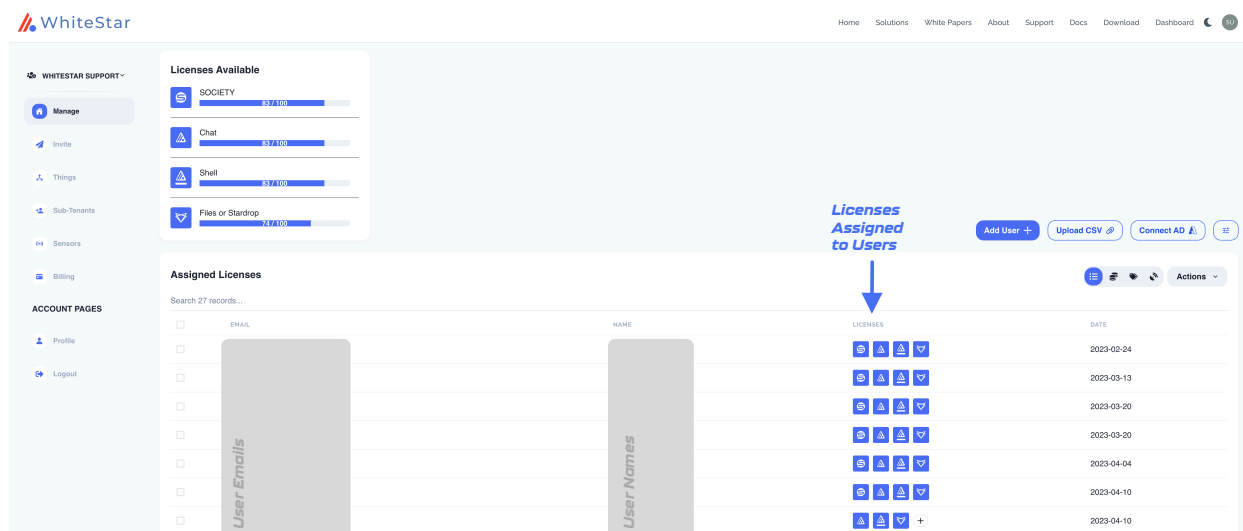 WhiteStar
Home Solutions White Papers About Support Docs Download Dashboard SU
WHITESTAR SUPPORT
Manage
Invite
Things
Sub-Tenants
Sensors
Billing
ACCOUNT PAGES
Profile
Logout
Licenses Available
SOCIETY
83 / 100
Chat
83 / 100
Shell
83 / 100
Files or Stardrop
74 / 100
Licenses
Assigned
to Users
Add User + Upload CSV Connect AD
Assigned Licenses
Actions
Search 27 records...
EMAIL NAME LICENSES DATE
2023-02-24
2023-03-13
2023-03-20
2023-03-20
2023-04-04
2023-04-10
2023-04-10
User Emails
User Names